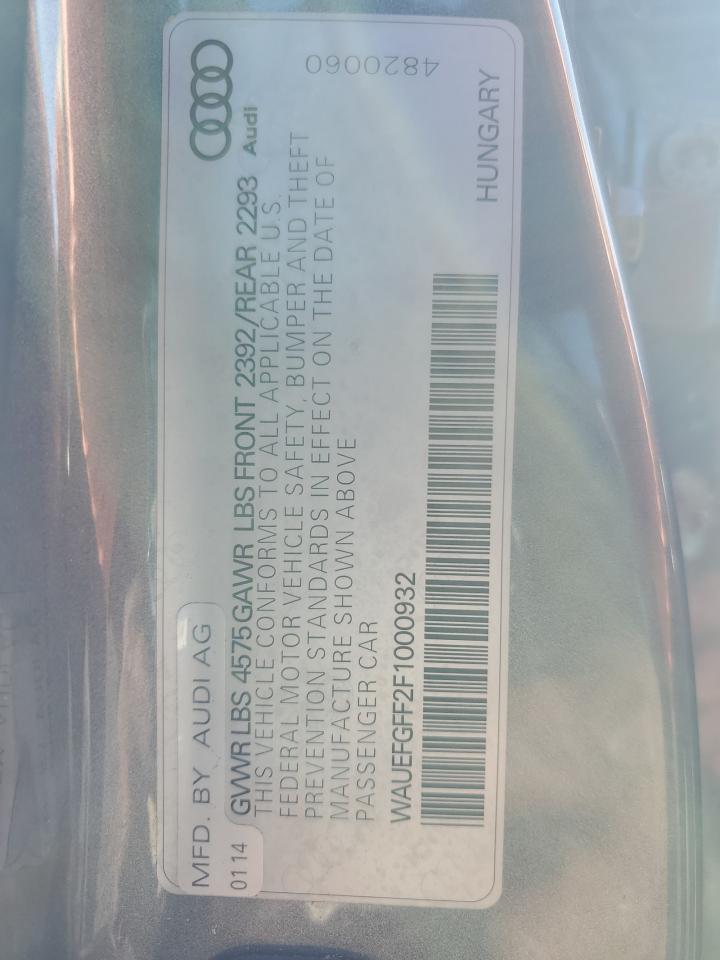 MFD. BY AUDI AG
0114
GVWR LBS 4575 GAWR LBS FRONT 2392/REAR 2293
Audi
THIS VEHICLE CONFORMS TO ALL APPLICABLE U.S.
FEDERAL MOTOR VEHICLE SAFETY, BUMPER AND THEFT
PREVENTION STANDARDS IN EFFECT ON THE DATE OF
MANUFACTURE SHOWN ABOVE
PASSENGER CAR
WAUEFGFF2F1000932
4820060
HUNGARY